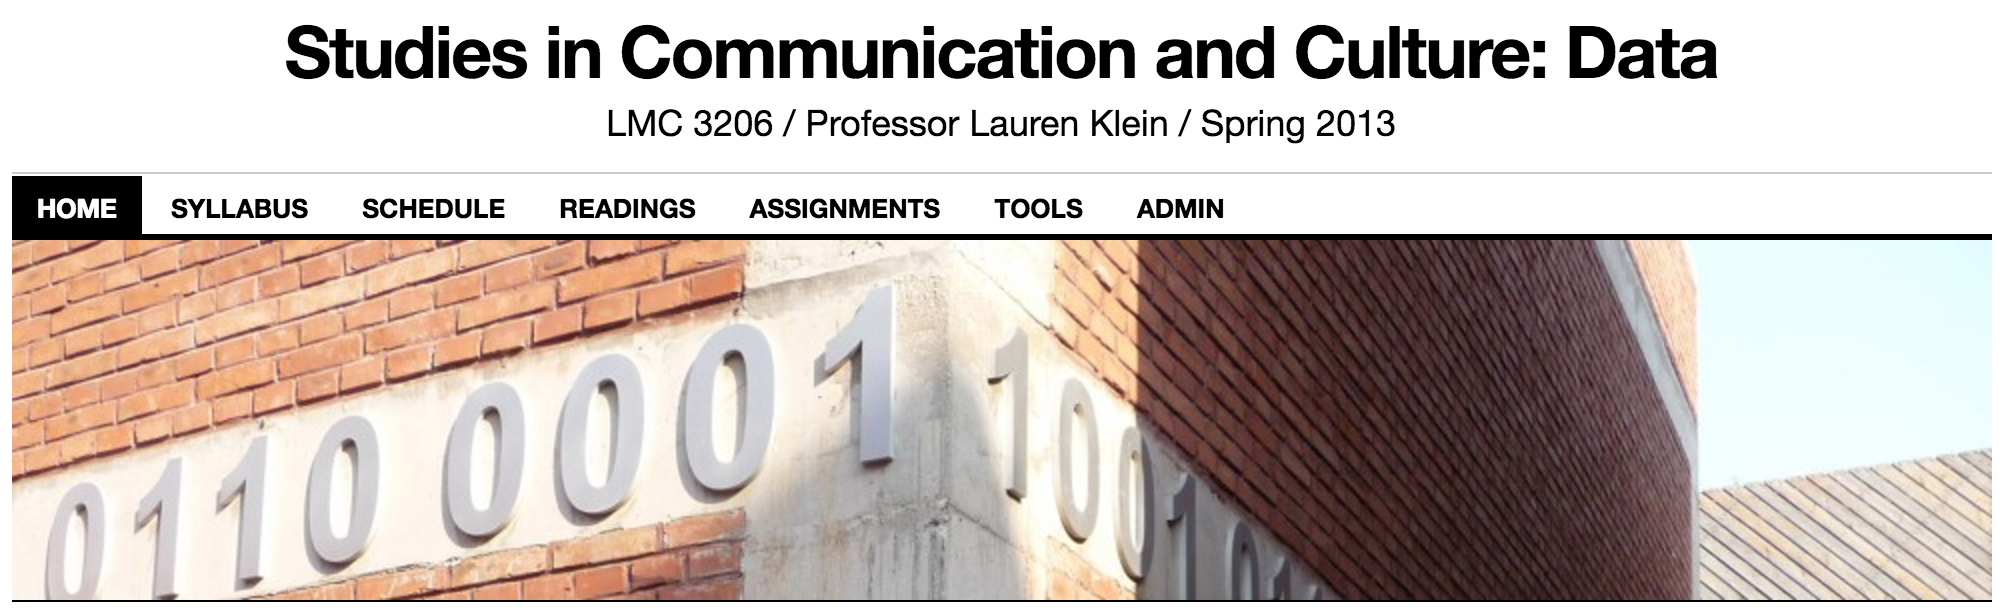 Studies in Communication and Culture: Data
LMC 3206 / Professor Lauren Klein / Spring 2013
HOME SYLLABUS SCHEDULE READINGS ASSIGNMENTS TOOLS ADMIN
0110 0001 1001